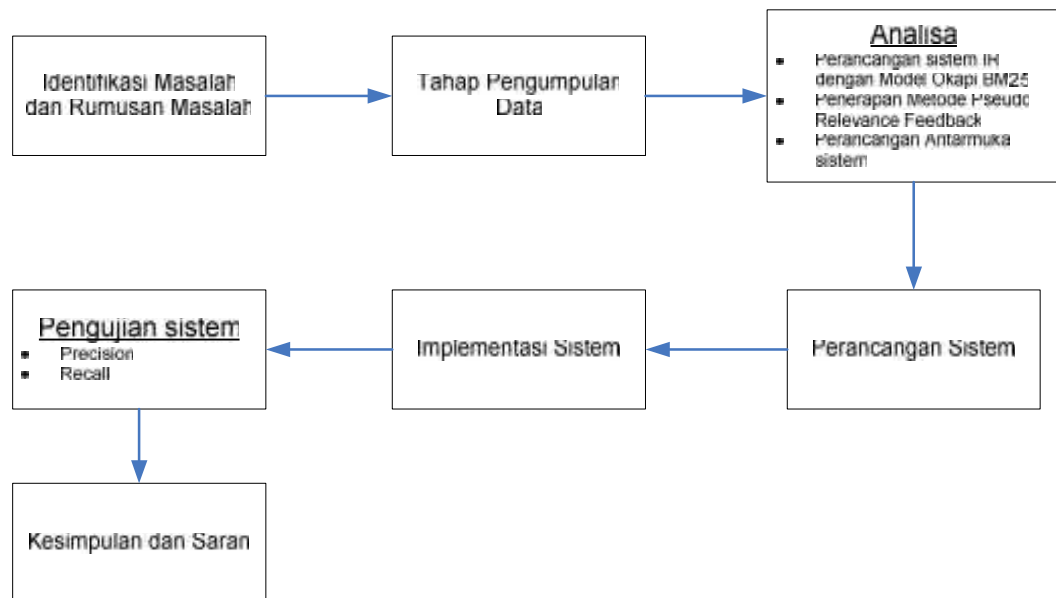 Identifikasi Masalah
dan Rumusan Masalah
Tahap Pengumpulan
Data
Analisa
Perancangan sistem IR
dengan Model Okapi BM25
Penerapan Metode Pseudo
Relevance Feedback
Perancangan Antarmuka
sistem
Perancangan Sistem
Implementasi Sistem
Pengujian sistem
Precision
Recall
Kesimpulan dan Saran